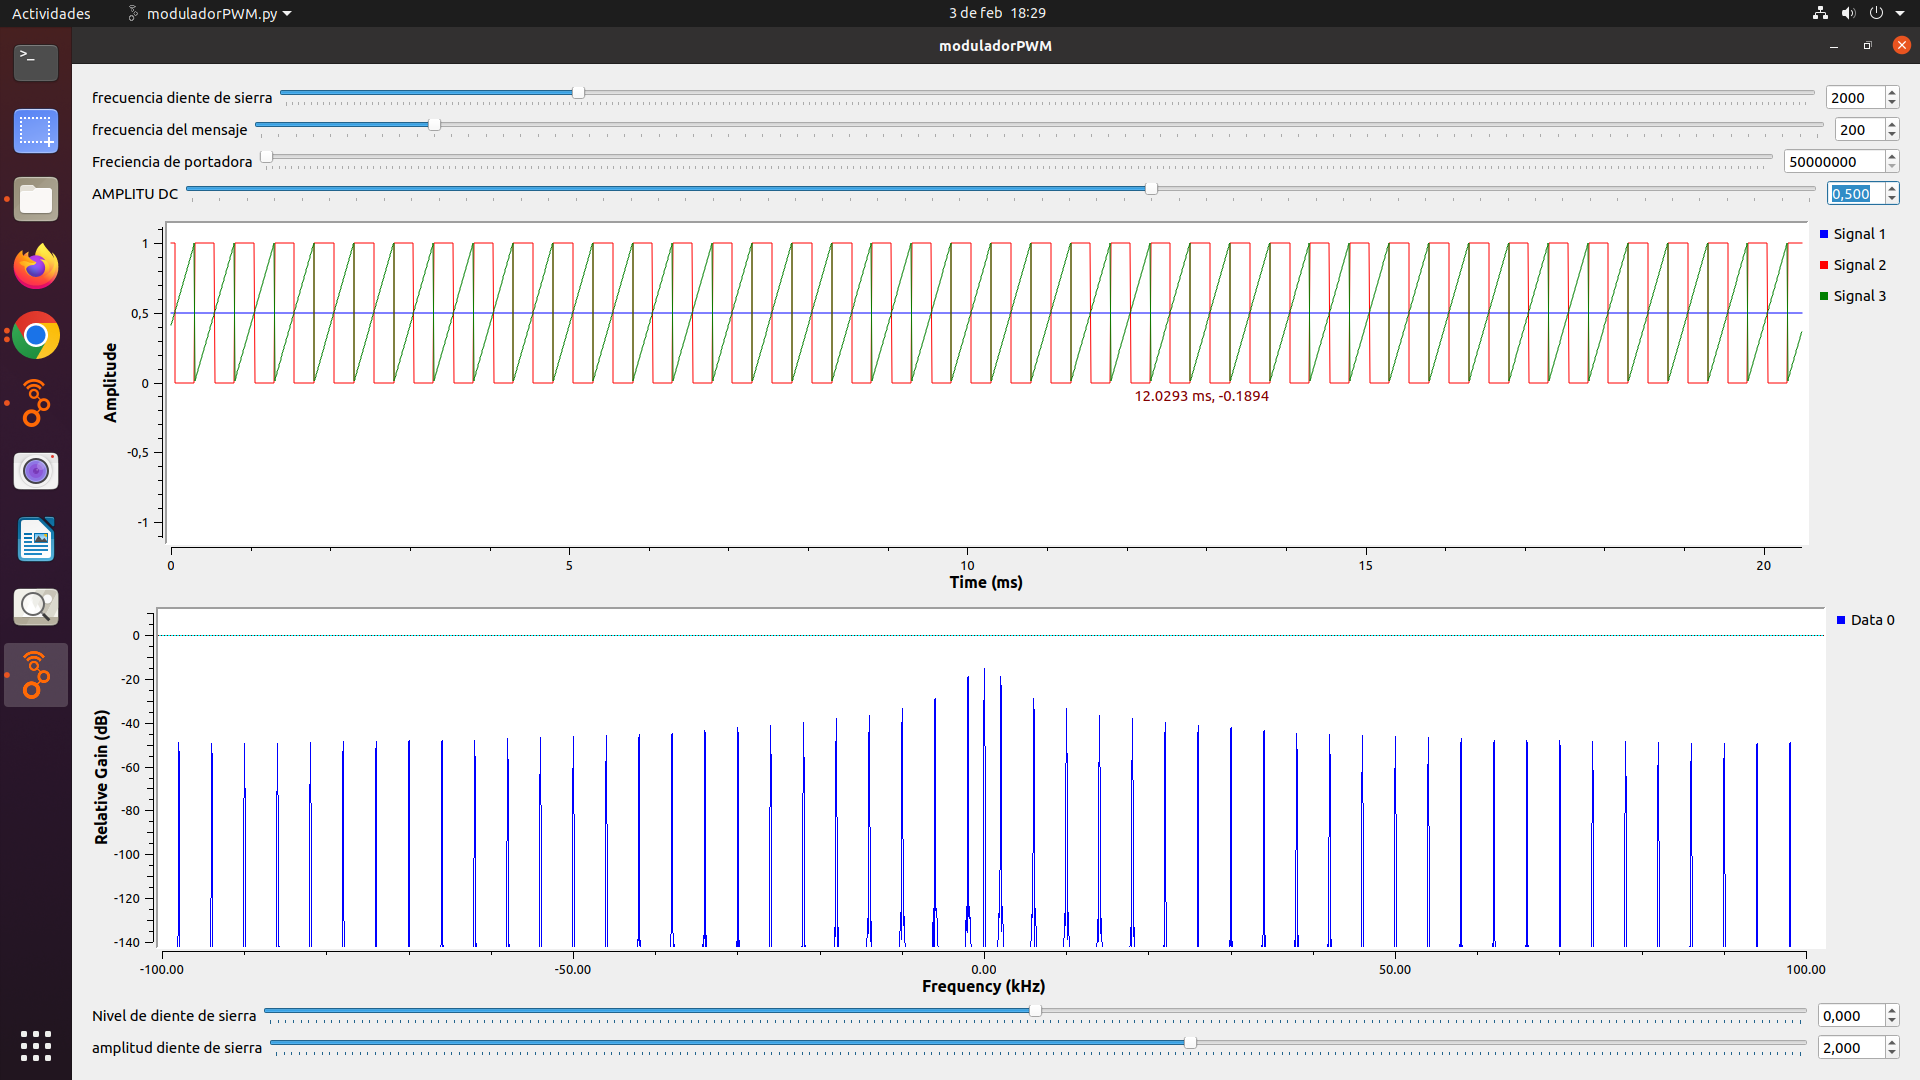 Actividades moduladorPWM.py 3 de feb 18:29
moduladorPWM
frecuencia diente de sierra 2000
frecuencia del mensaje 200
Freciencia de portadora 50000000
AMPLITU DC 0,500
1
0,5
0
-0,5
-1
Amplitude
12.0293 ms, -0.1894
Signal 1
Signal 2
Signal 3
0 5 10 15 20
Time (ms)
0
-20
-40
-60
-80
-100
-120
-140
Relative Gain (dB)
Data 0
-100.00 -50.00 0.00 50.00 100.00
Frequency (kHz)
Nivel de diente de sierra 0,000
amplitud diente de sierra 2,000